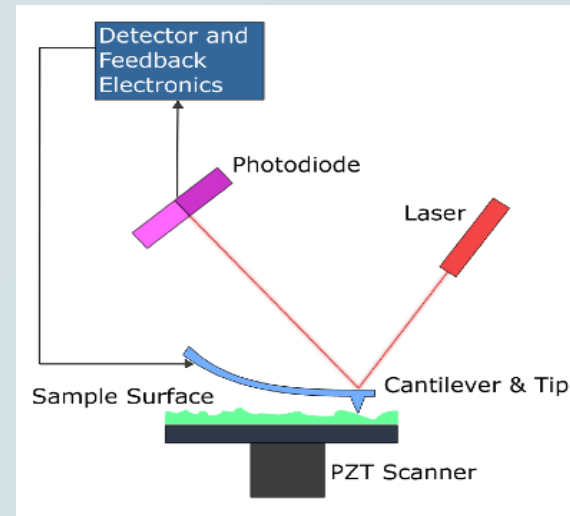 Detector and
Feedback
Electronics
Photodiode
Laser
Cantilever & Tip
Sample Surface
PZT Scanner